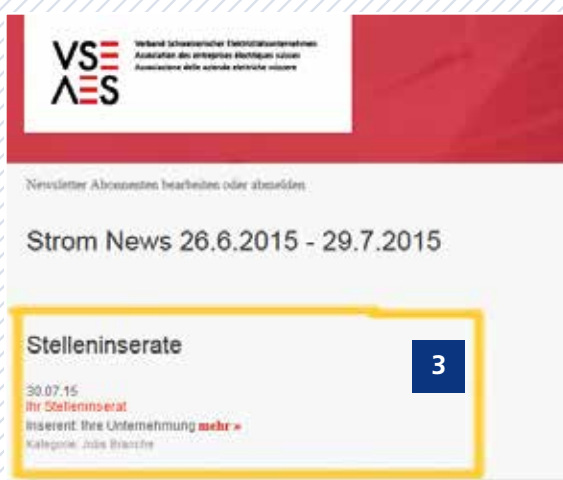 VSE
AES
Verband Schweizerischer Elektrizitätsunternehmen
Association des entreprises électriques suisses
Associazione delle aziende elettriche svizzere
Newsletter Abonnenten bearbeiten oder abmelden
Strom News 26.6.2015 - 29.7.2015
Stelleninserate
3
30.07.15
Ihr Stelleninserat
Inserent: Ihre Unternehmung mehr »
Kategorie: Jobs Branche